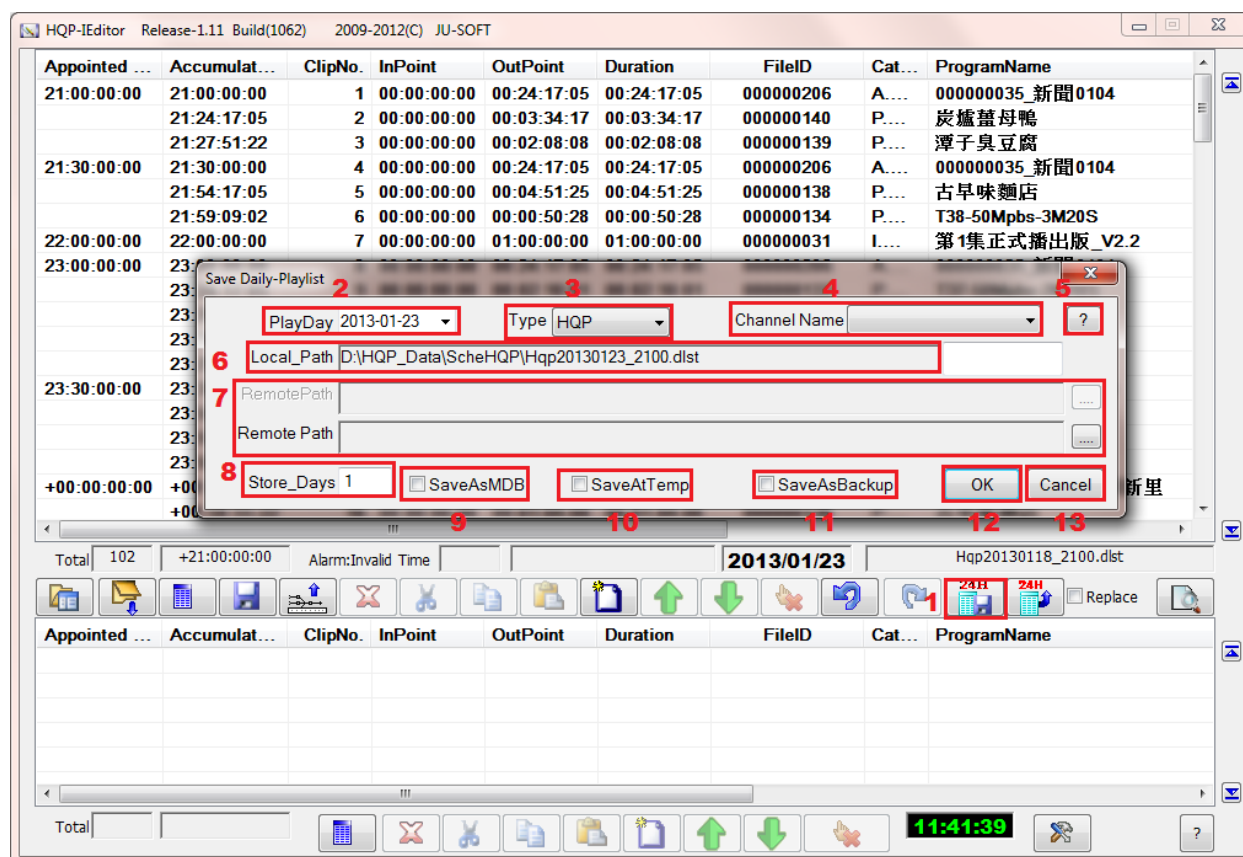 HQP-IEditor Release-1.11 Build(1062) 2009-2012(C) JU-SOFT
Appointed ... Accumulat... ClipNo. InPoint OutPoint Duration FileID Cat... ProgramName
21:00:00:00 21:00:00:00 1 00:00:00:00 00:24:17:05 00:24:17:05 000000206 A.... 000000035_新聞0104
21:24:17:05 2 00:00:00:00 00:03:34:17 00:03:34:17 000000140 P.... 炭爐薑母鴨
21:27:51:22 3 00:00:00:00 00:02:08:08 00:02:08:08 000000139 P.... 潭子臭豆腐
21:30:00:00 21:30:00:00 4 00:00:00:00 00:24:17:05 00:24:17:05 000000206 A.... 000000035_新聞0104
21:54:17:05 5 00:00:00:00 00:04:51:25 00:04:51:25 000000138 P.... 古早味麵店
21:59:09:02 6 00:00:00:00 00:00:50:28 00:00:50:28 000000134 P.... T38-50Mpbs-3M20S
22:00:00:00 22:00:00:00 7 00:00:00:00 01:00:00:00 01:00:00:00 000000031 I.... 第1集正式播出版_V2.2
23:00:00:00 23:
Save Daily-Playlist
23:
2 3 4 5
23:
PlayDay 2013-01-23 Type HQP Channel Name ?
23:
6 Local_Path D:\HQP_Data\ScheHQP\Hqp20130123_2100.dlst
23:
23:30:00:00 23:
7 RemotePath ....
23:
Remote Path ....
23:
23:
8 Store_Days 1 SaveAsMDB SaveAtTemp SaveAsBackup OK Cancel
+00:00:00:00 +00 新里
+00
9 10 11 12 13
Total 102 +21:00:00:00 Alarm:Invalid Time 2013/01/23 Hqp20130118_2100.dlst
1 24H 24H Replace
Appointed ... Accumulat... ClipNo. InPoint OutPoint Duration FileID Cat... ProgramName
Total 11:41:39 ?